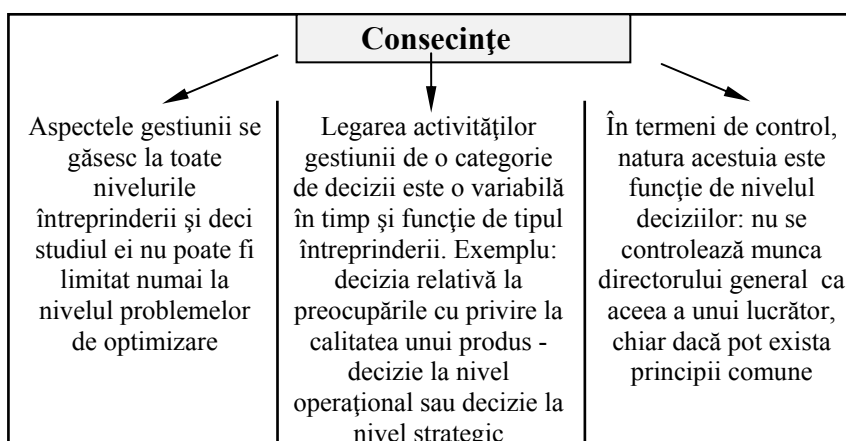 Consecinţe
Aspectele gestiunii se
găsesc la toate
nivelurile
întreprinderii şi deci
studiul ei nu poate fi
limitat numai la
nivelul problemelor
de optimizare
Legarea activităţilor
gestiunii de o categorie
de decizii este o variabilă
în timp şi funcţie de tipul
întreprinderii. Exemplu:
decizia relativă la
preocupările cu privire la
calitatea unui produs -
decizie la nivel
operaţional sau decizie la
nivel strategic
În termeni de control,
natura acestuia este
funcţie de nivelul
deciziilor: nu se
controlează munca
directorului general ca
aceea a unui lucrător,
chiar dacă pot exista
principii comune